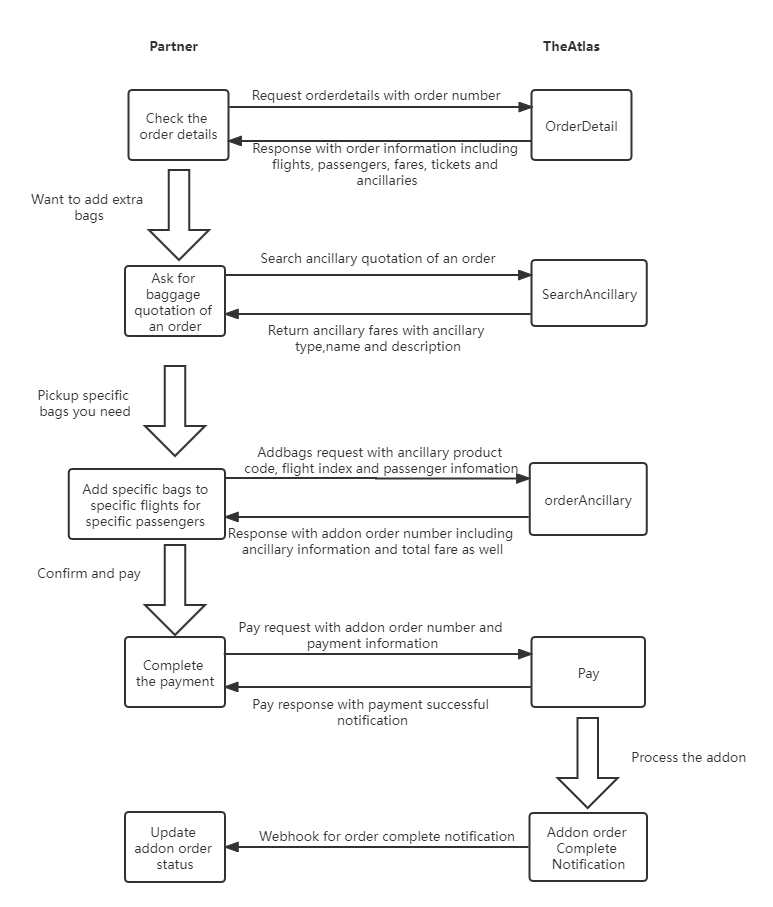 Partner
TheAtlas
Request orderdetails with order number
Check the
order details
OrderDetail
Response with order information including
flights, passengers, fares, tickets and
ancillaries
Want to add extra
bags
Search ancillary quotation of an order
Ask for
baggage
quotation of
an order
SearchAncillary
Return ancillary fares with ancillary
type,name and description
Pickup specific
bags you need
Addbags request with ancillary product
code, flight index and passenger infomation
Add specific bags to
specific flights for
specific passengers
orderAncillary
Response with addon order number including
ancillary information and total fare as well
Confirm and pay
Pay request with addon order number and
payment information
Complete
the payment
Pay
Pay response with payment successful
notification
Process the addon
Update
addon order
status
Webhook for order complete notification
Addon order
Complete
Notification